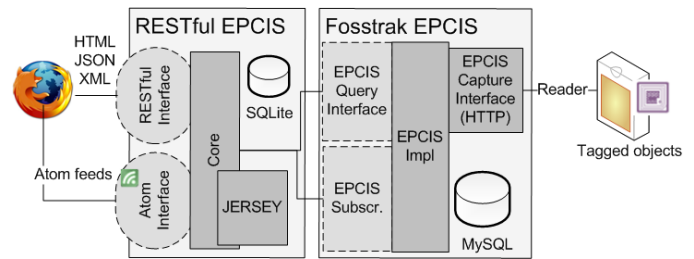 RESTful EPCIS
Fosstrak EPCIS
HTML
JSON
XML
RESTful
Interface
Core
SQLite
EPCIS
Query
Interface
EPCIS
Impl
EPCIS
Capture
Interface
(HTTP)
Reader
Tagged objects
Atom feeds
Atom
Interface
JERSEY
EPCIS
Subscr.
MySQL